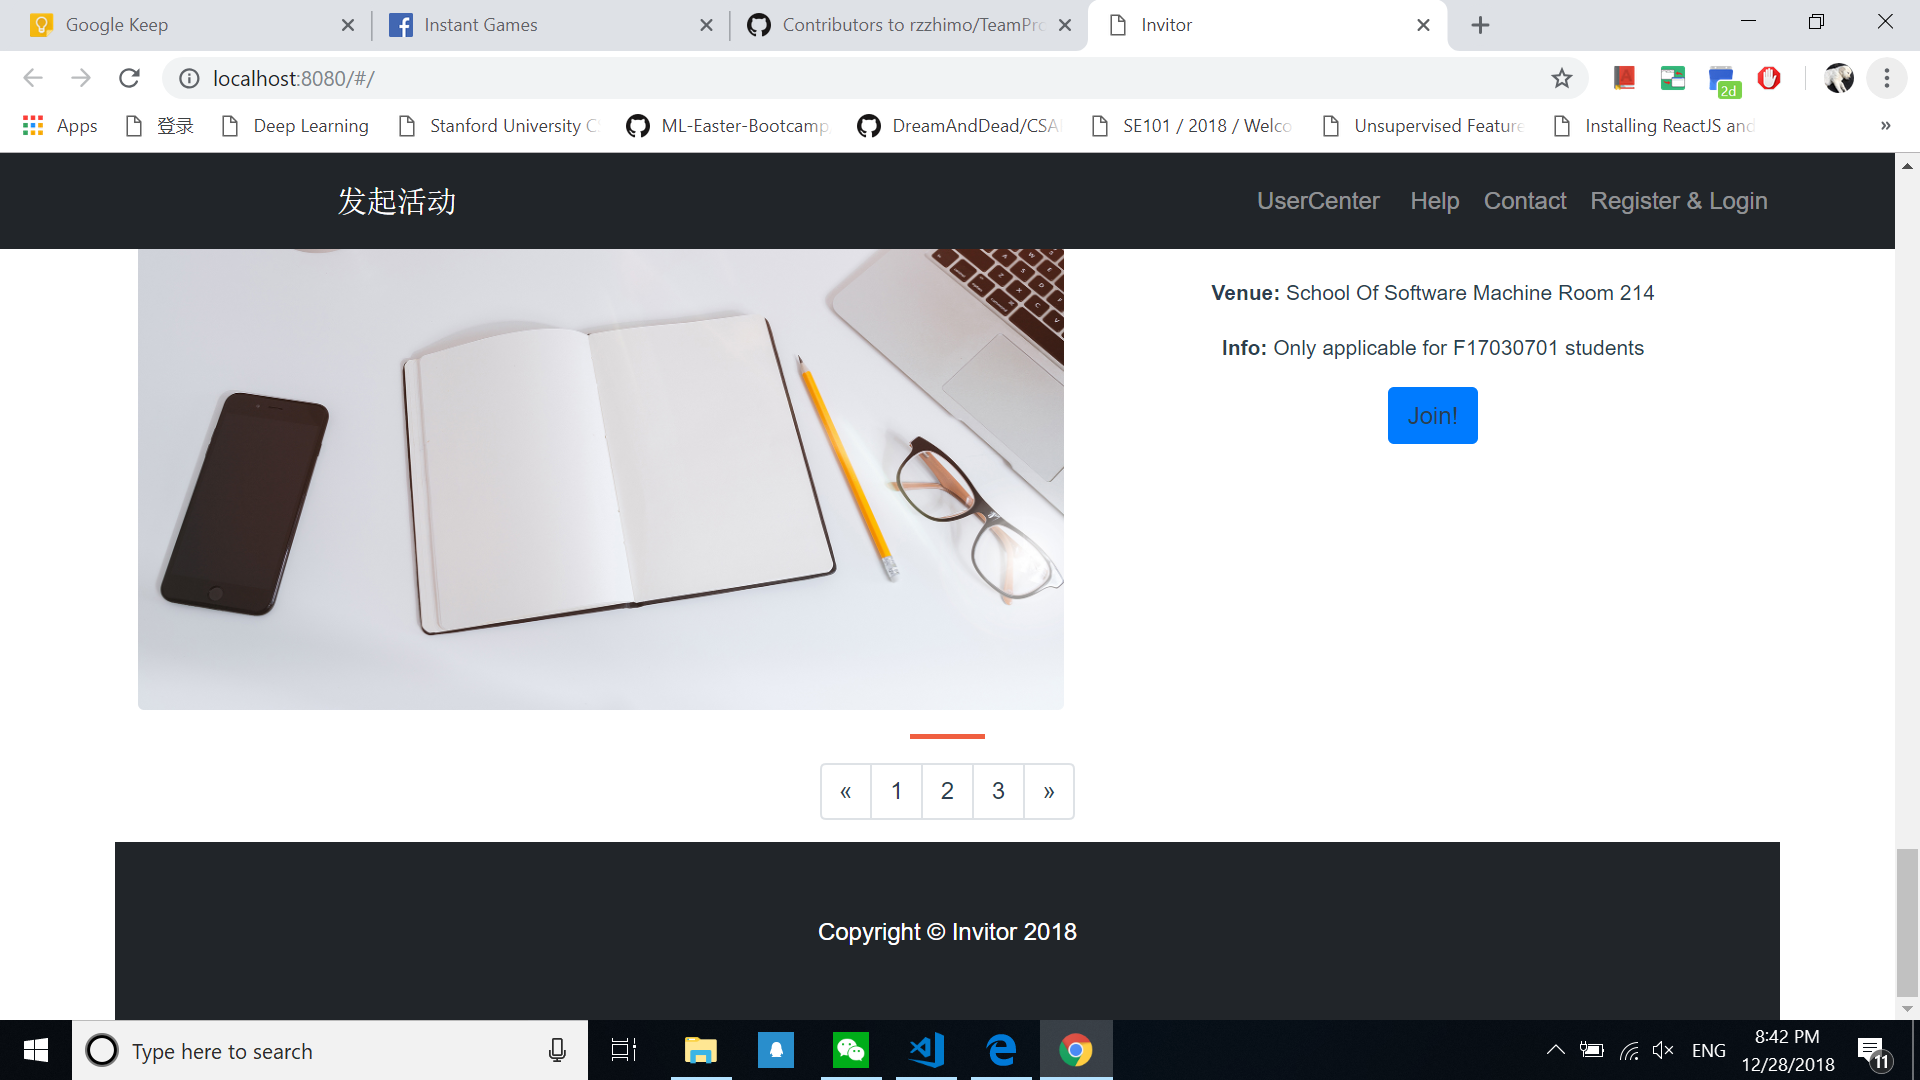 Google Keep
Instant Games
Contributors to rzzhimo/TeamPro
Invitor
localhost:8080/#/
2d
Apps
登录
Deep Learning
Stanford University C
ML-Easter-Bootcamp
DreamAndDead/CSA
SE101 / 2018 / Welco
Unsupervised Feature
Installing ReactJS and
»
发起活动
UserCenter
Help
Contact
Register & Login
Venue: School Of Software Machine Room 214
Info: Only applicable for F17030701 students
Join!
« 1 2 3 »
Copyright © Invitor 2018
Type here to search
ENG
8:42 PM
12/28/2018
11